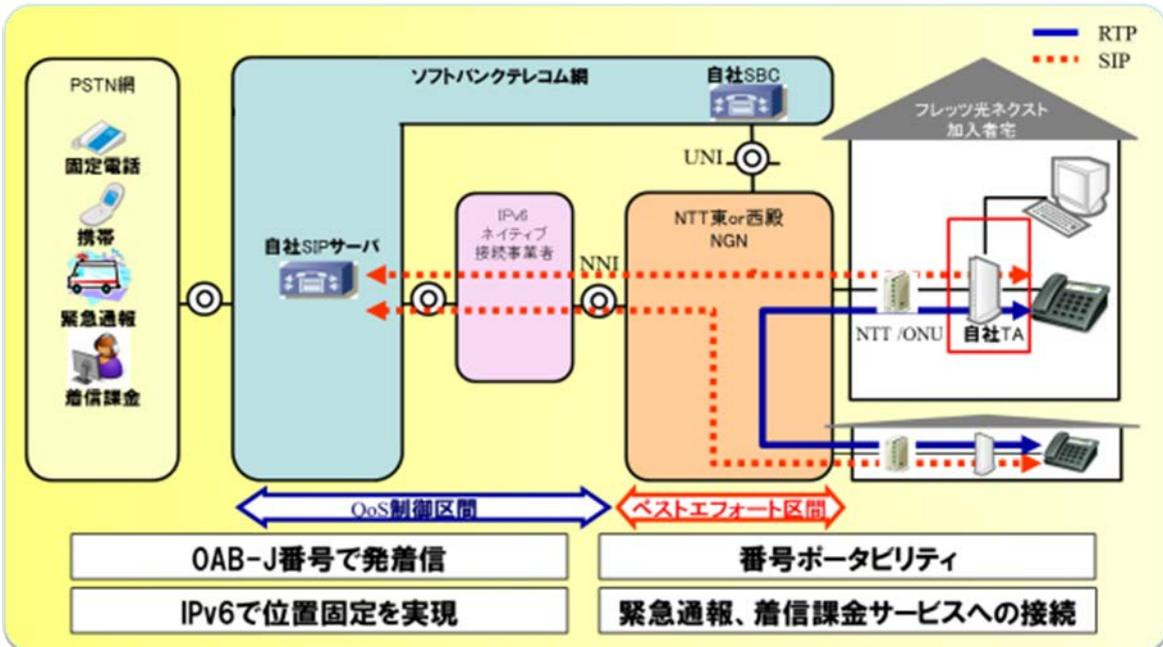 RTP
SIP
PSTN網
固定電話
携帯
緊急通報
着信課金
ソフトバンクテレコム網
自社SBC
自社SIPサーバ
UNI
IPv6
ネイティブ
接続事業者
NNI
NTT東or西殿
NGN
フレッツ光ネクスト
加入者宅
NTT /ONU
自社TA
QoS制御区間
ベストエフォート区間
0AB-J番号で発着信
番号ポータビリティ
IPv6で位置固定を実現
緊急通報、着信課金サービスへの接続